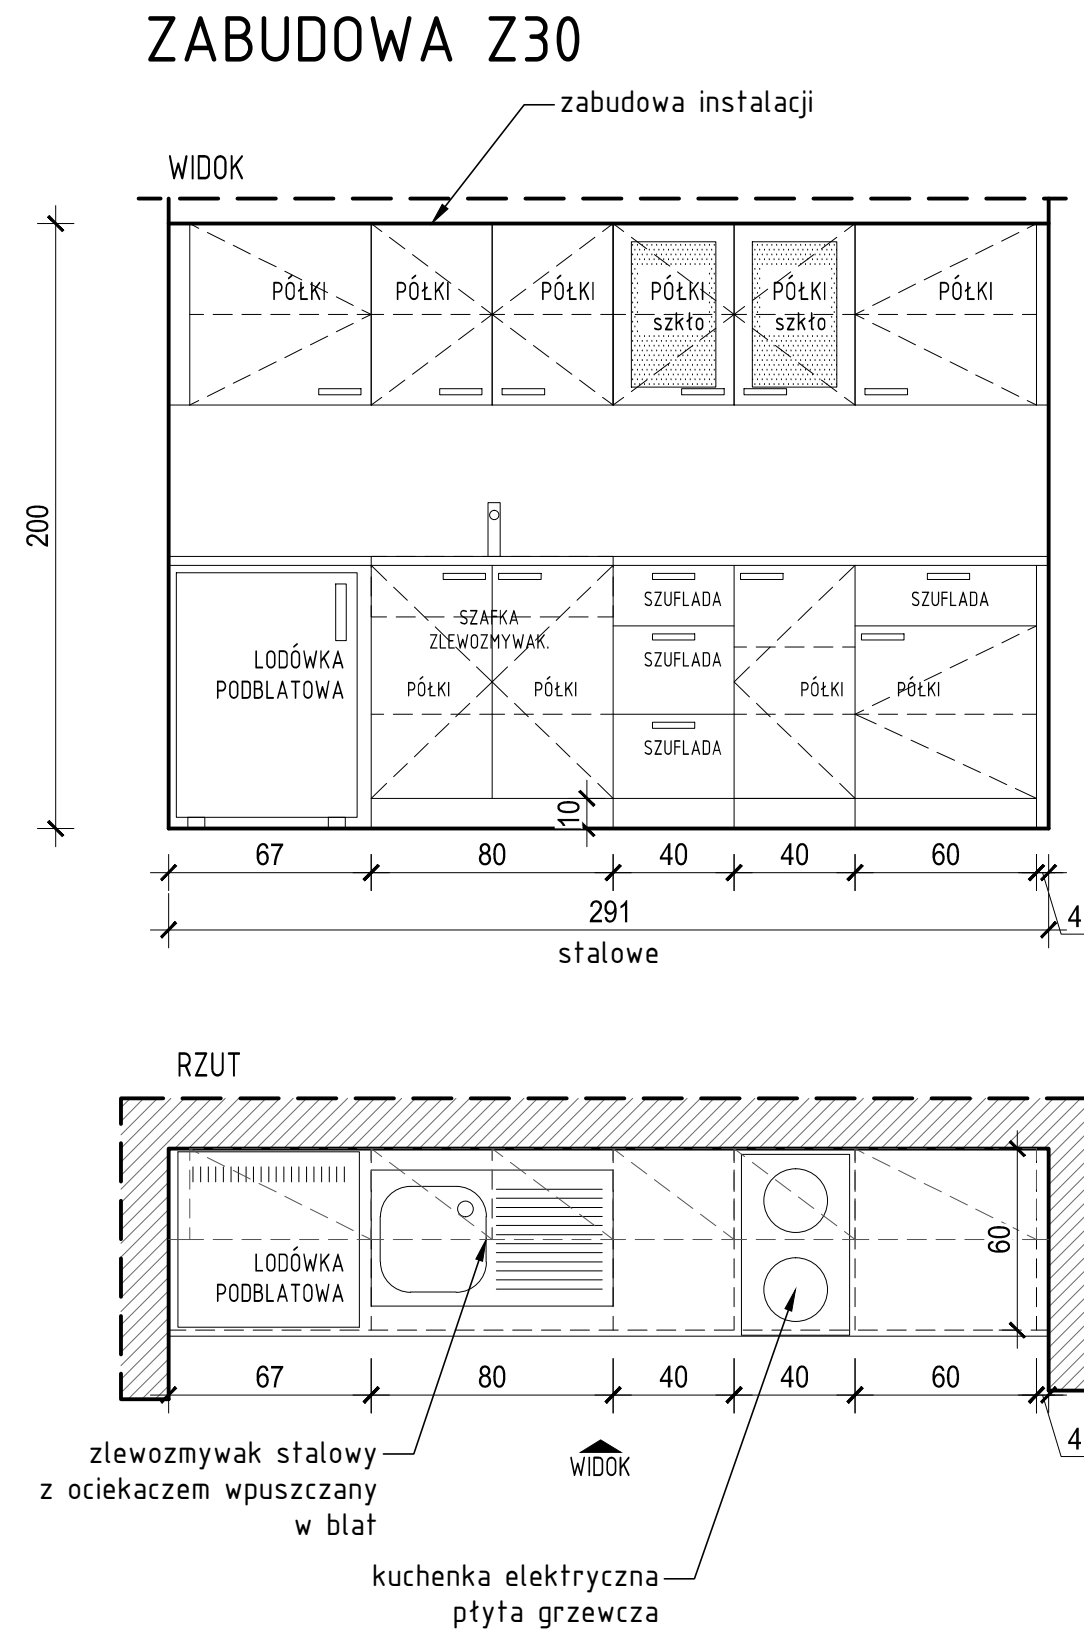 ZABUDOWA Z30
zabudowa instalacji
WIDOK
PÓŁKI PÓŁKI PÓŁKI PÓŁKI PÓŁKI PÓŁKI
szkło szkło
200
SZUFLADA SZUFLADA
SZAFKA
ZLEWOZMYWAK.
LODÓWKA
PODBLATOWA
SZUFLADA
PÓŁKI PÓŁKI PÓŁKI PÓŁKI
SZUFLADA
10
67 80 40 40 60
4
291
stalowe
RZUT
60
LODÓWKA
PODBLATOWA
67 80 40 40 60
4
zlewozmywak stalowy
z ociekaczem wpuszczany
w blat
WIDOK
kuchenka elektryczna
płyta grzewcza